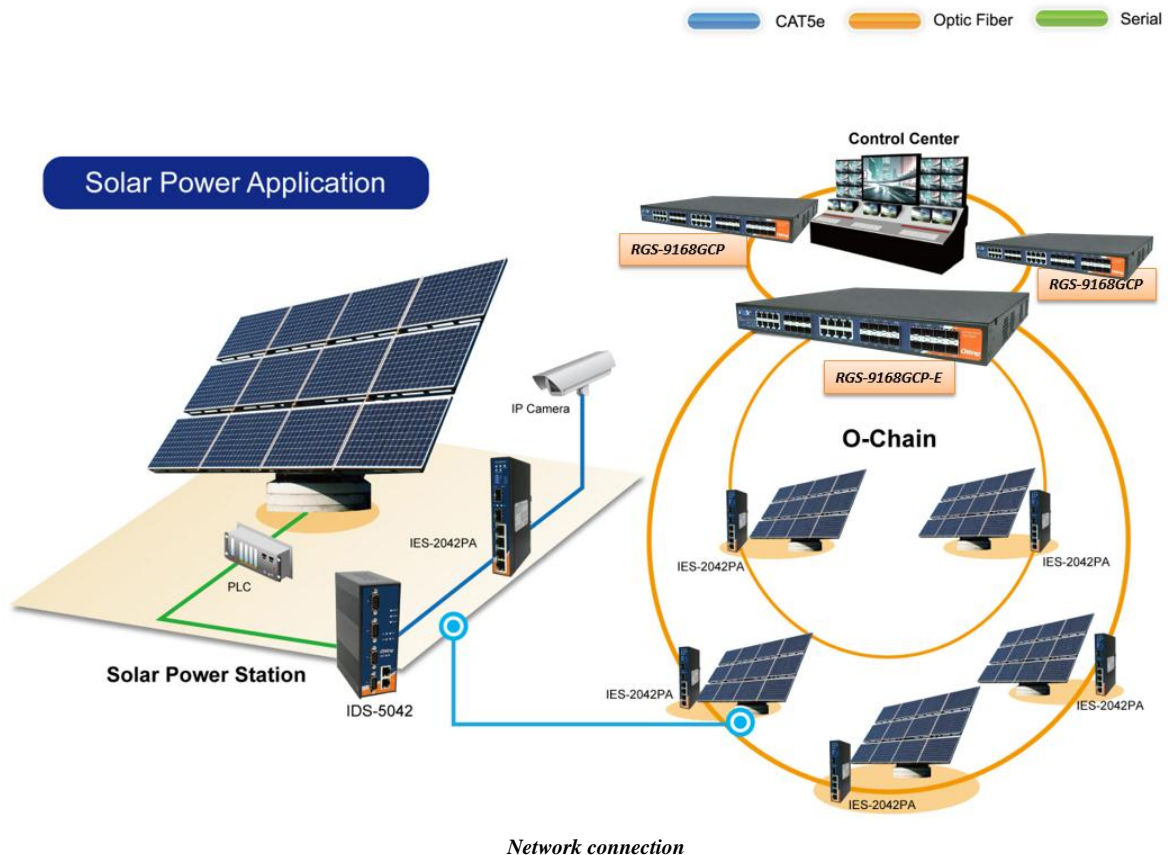 CAT5e
Optic Fiber
Serial
Solar Power Application
Control Center
RGS-9168GCP
RGS-9168GCP
RGS-9168GCP-E
IP Camera
O-Chain
IES-2042PA
PLC
IES-2042PA
IES-2042PA
Solar Power Station
IDS-5042
IES-2042PA
IES-2042PA
IES-2042PA
Network connection